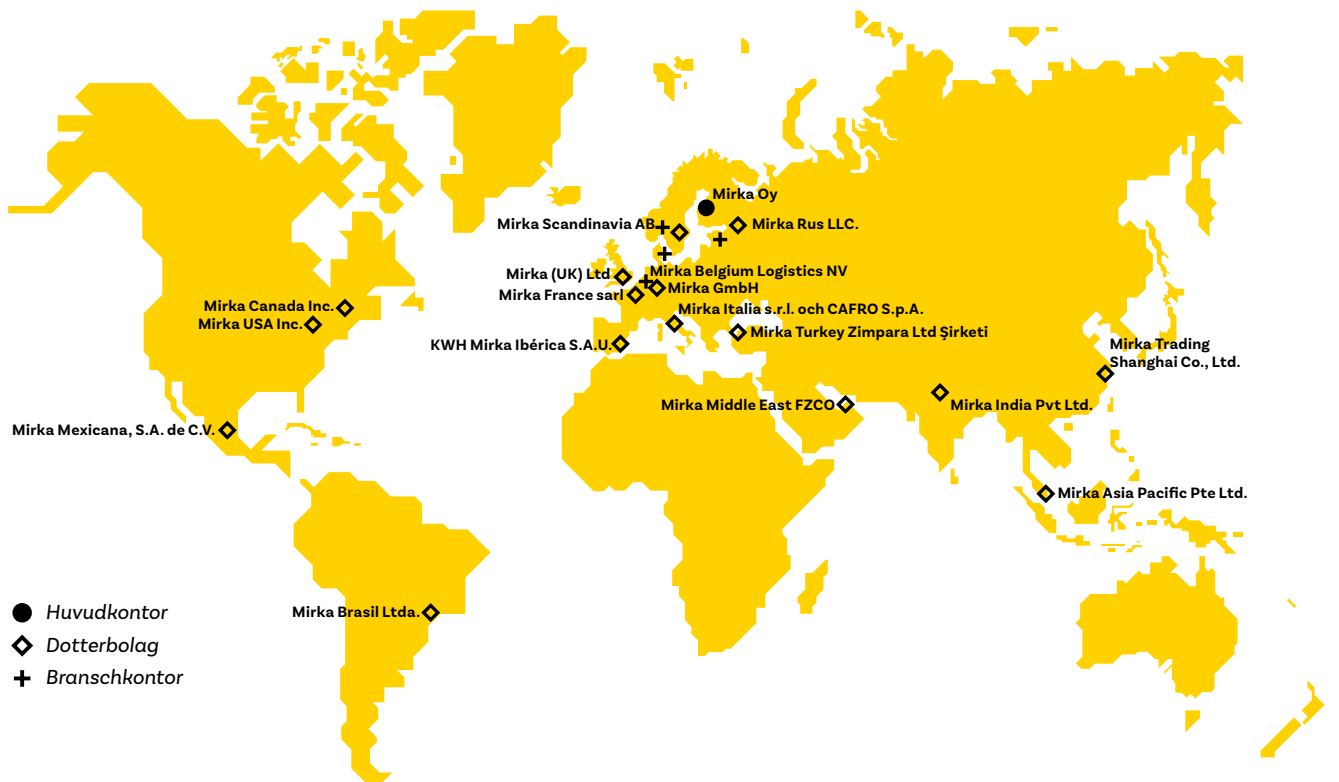 Mirka Oy
Mirka Scandinavia AB
Mirka Rus LLC.
Mirka (UK) Ltd
Mirka Belgium Logistics NV
Mirka GmbH
Mirka France sarl
Mirka Canada Inc.
Mirka USA Inc.
Mirka Italia s.r.l. och CAFRO S.p.A.
Mirka Turkey Zimpara Ltd Şirketi
KWH Mirka Ibérica S.A.U.
Mirka Trading
Shanghai Co., Ltd.
Mirka Middle East FZCO
Mirka India Pvt Ltd.
Mirka Mexicana, S.A. de C.V.
Mirka Asia Pacific Pte Ltd.
Mirka Brasil Ltda.
Huvudkontor
Dotterbolag
Branschkontor